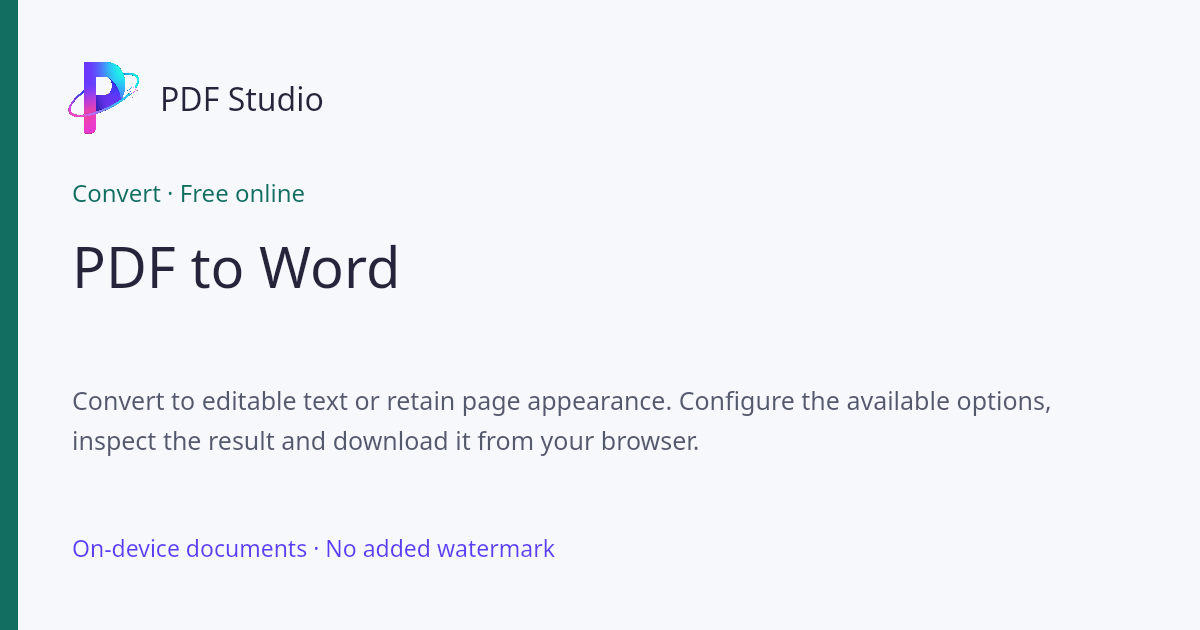 PDF Studio
Convert · Free online
PDF to Word
Convert to editable text or retain page appearance. Configure the available options,
inspect the result and download it from your browser.
On-device documents · No added watermark